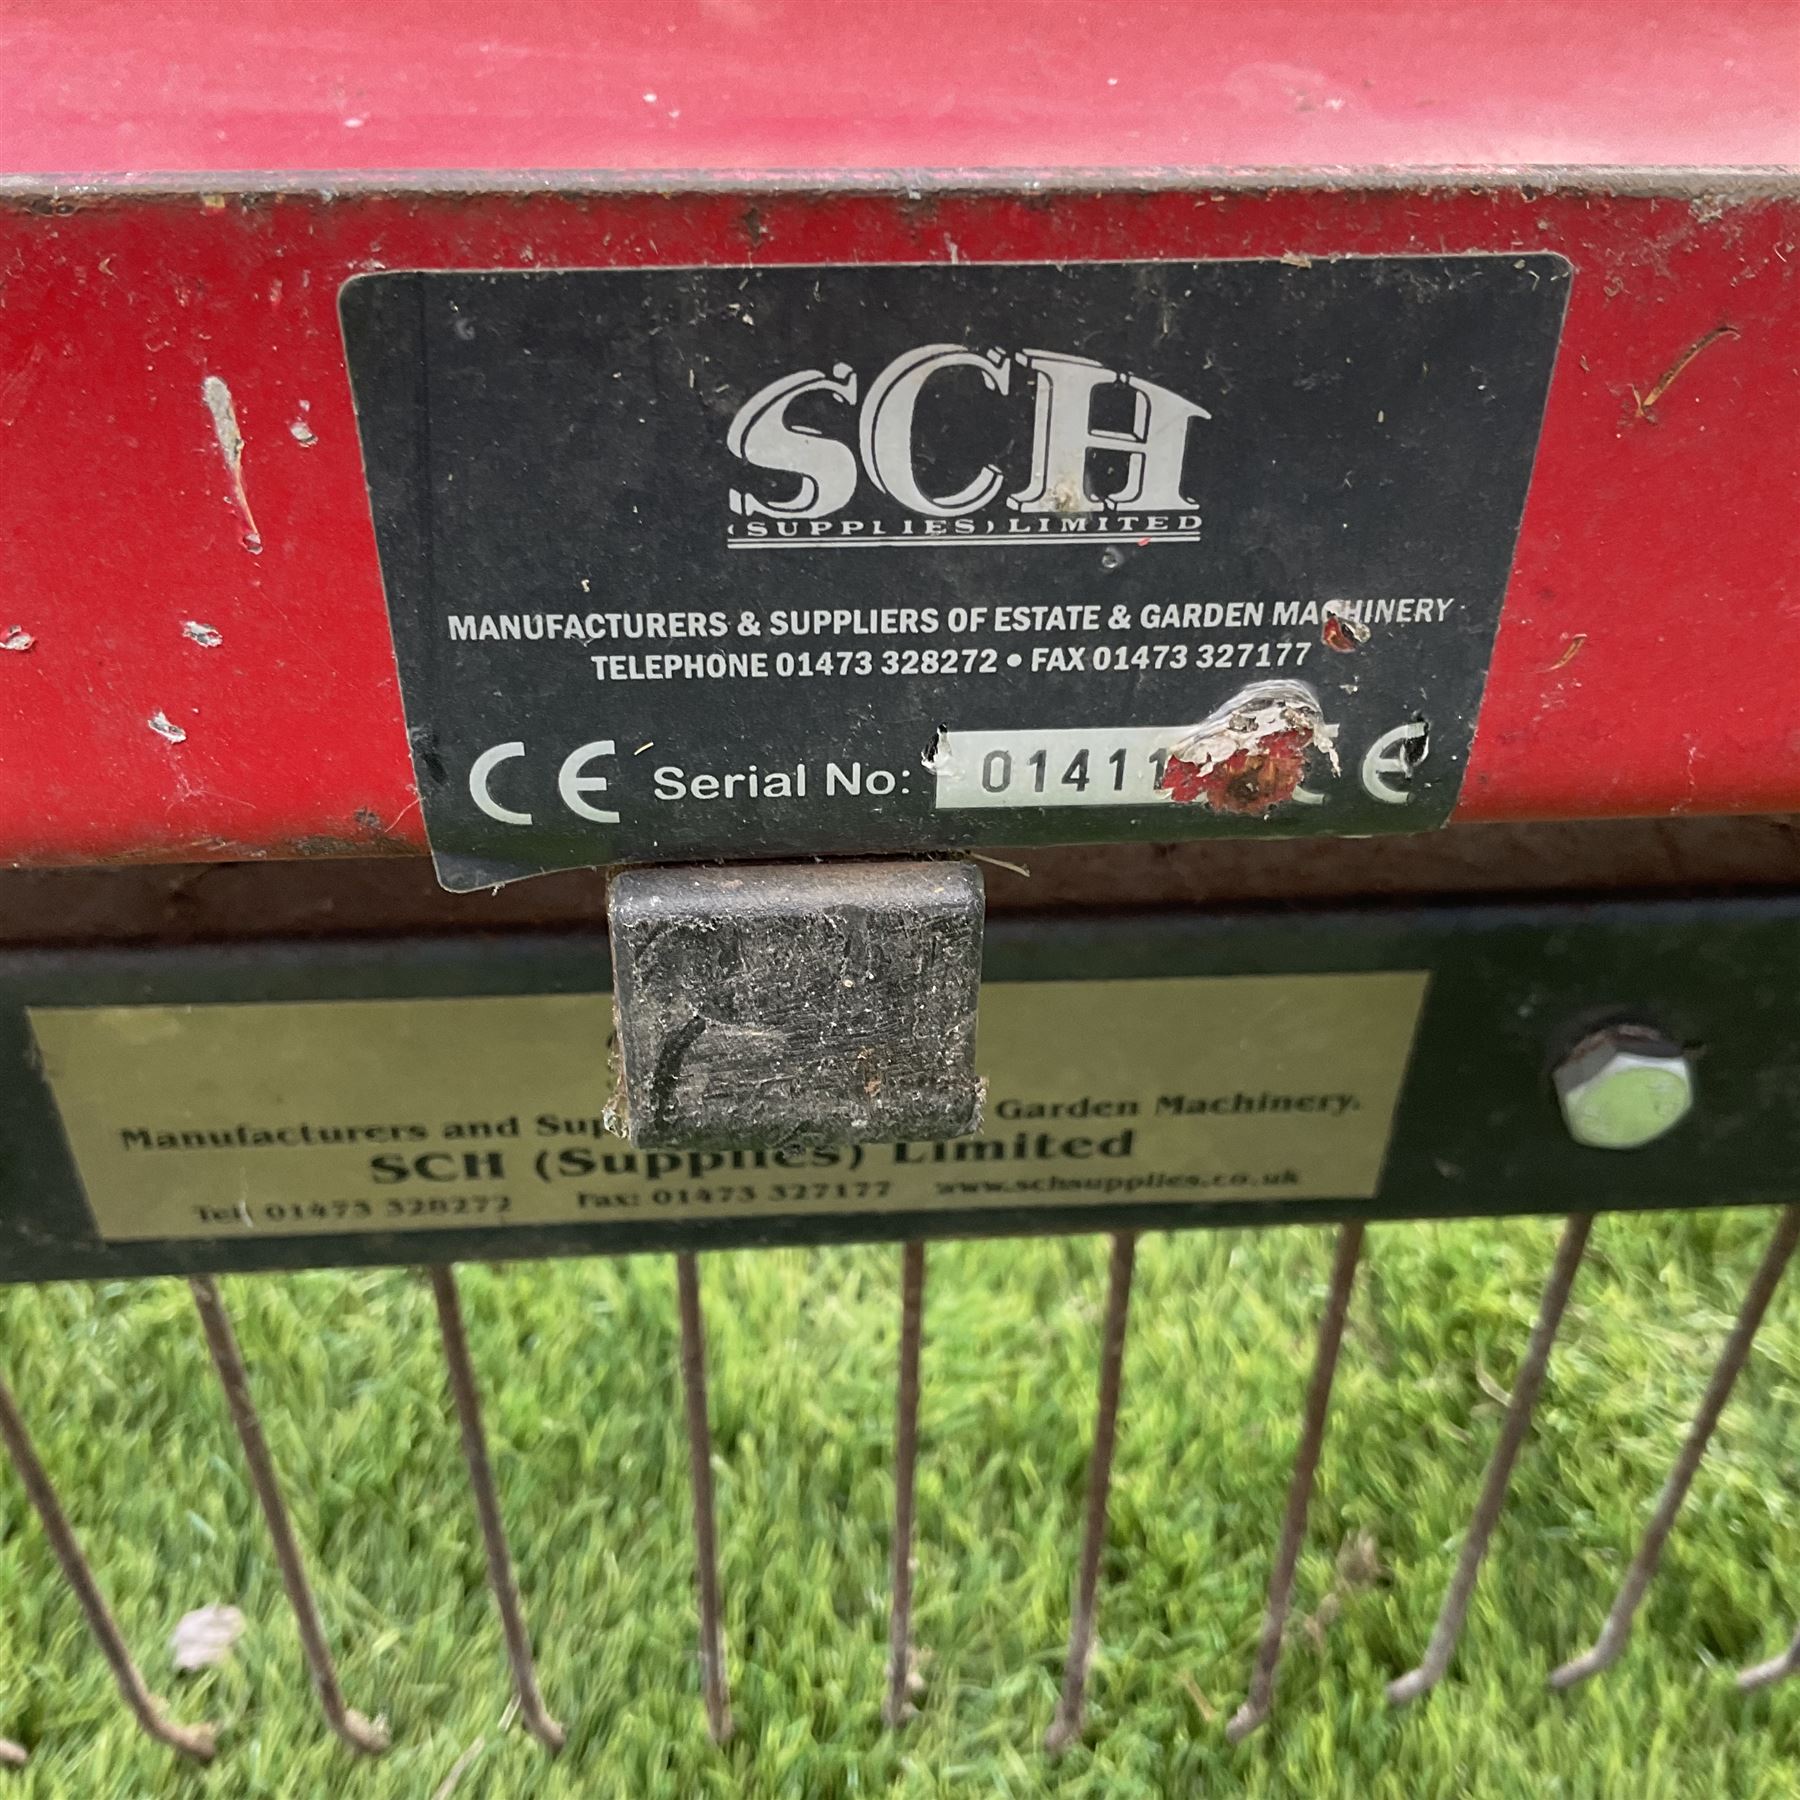 SCH
(SUPPLIES) LIMITED
MANUFACTURERS & SUPPLIERS OF ESTATE & GARDEN MACHINERY
TELEPHONE 01473 328272 • FAX 01473 327177
CE Serial No: 01411 CE
Manufacturers and Garden Machinery.
SCH (Supplies) Limited
Tel: 01473 328272 Fax: 01473 327177 www.schsupplies.co.uk